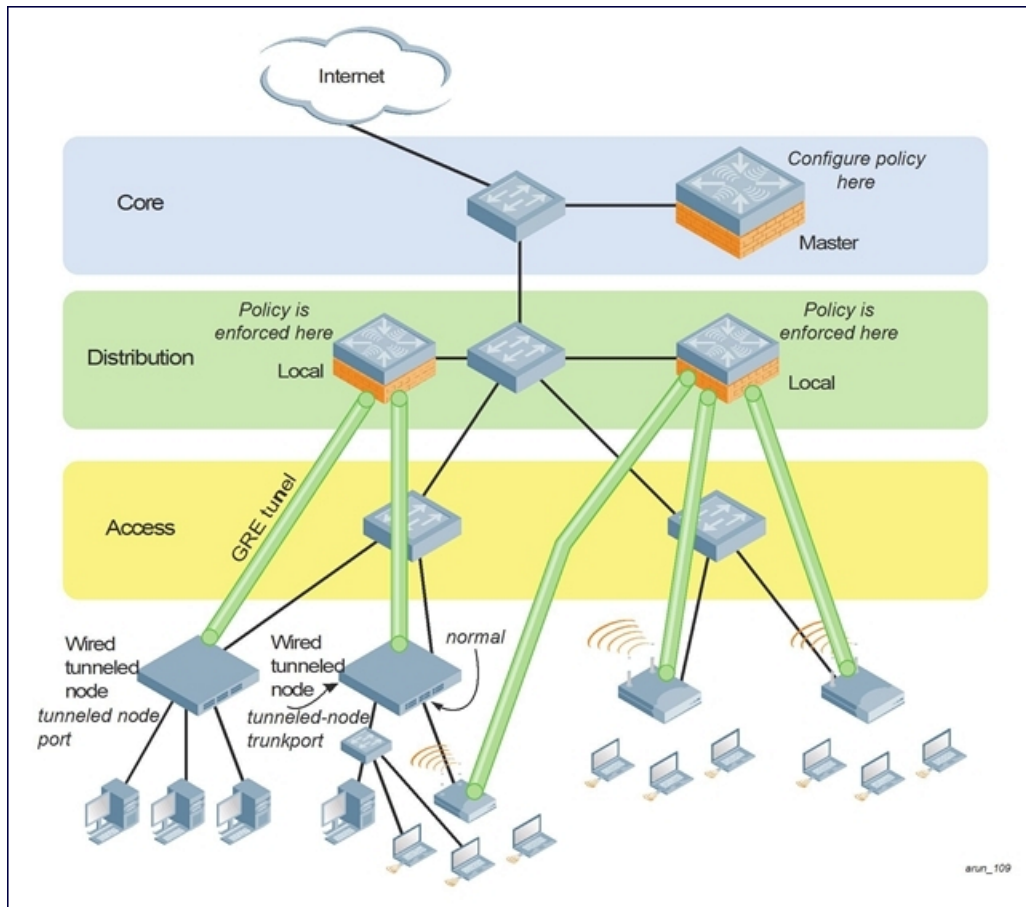 Internet
Configure policy
here
Core
Master
Policy is
enforced here
Policy is
enforced here
Distribution
Local
Local
GRE tunnel
Access
Wired
tunneled
node
tunneled node
port
Wired
tunneled
node
tunneled-node
trunkport
normal
arun_109